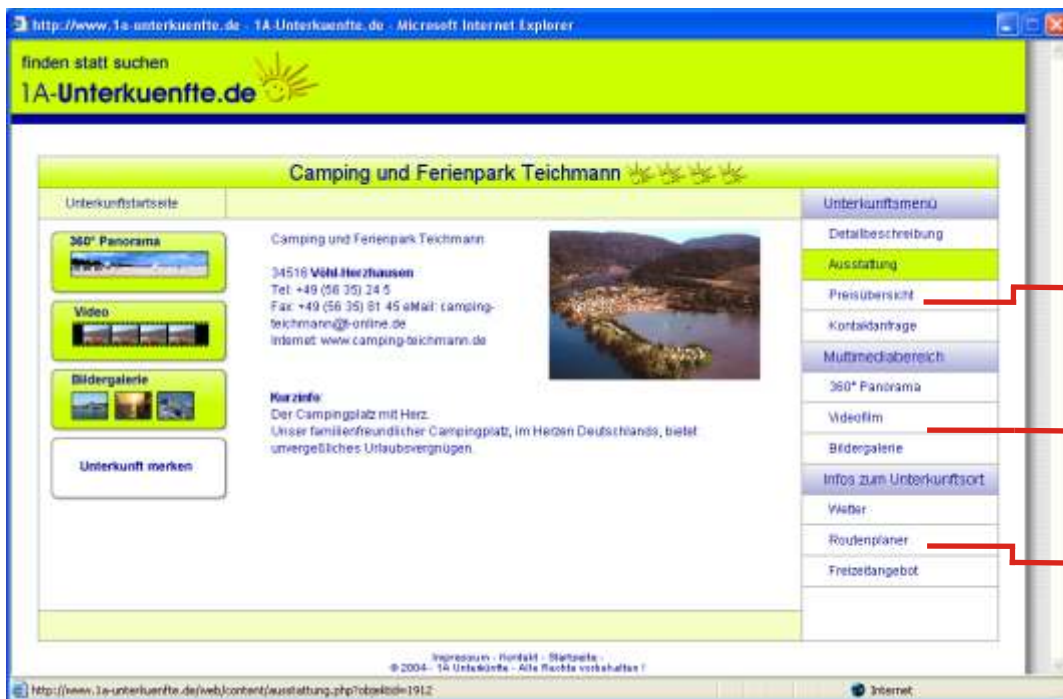 http://www.1a-unterkuenfte.de - 1A-Unterkuenfte.de - Microsoft Internet Explorer
finden statt suchen
1A-Unterkuenfte.de
Camping und Ferienpark Teichmann
Unterkunftstartseite
360° Panorama
Video
Bildergalerie
Unterkunft merken
Camping und Ferienpark Teichmann
34516 Vöhl-Herzhausen
Tel: +49 (56 35) 24 5
Fax: +49 (56 35) 81 45 eMail: camping-
teichmann@t-online.de
Internet: www.camping-teichmann.de
Kurzinfo:
Der Campingplatz mit Herz.
Unser familienfreundlicher Campingplatz, im Herzen Deutschlands, bietet
unvergeßliches Urlaubsvergnügen.
Unterkunftsmenü
Detailbeschreibung
Ausstattung
Preisübersicht
Kontaktanfrage
Multimediabereich
360° Panorama
Videofilm
Bildergalerie
Infos zum Unterkunftsort
Wetter
Routenplaner
Freizeitangebot
Impressum - Kontakt - Startseite -
© 2004 - 1A Unterkünfte - Alle Rechte vorbehalten !
http://www.1a-unterkuenfte.de/web/content/ausstattung.php?objektid=1912
Internet